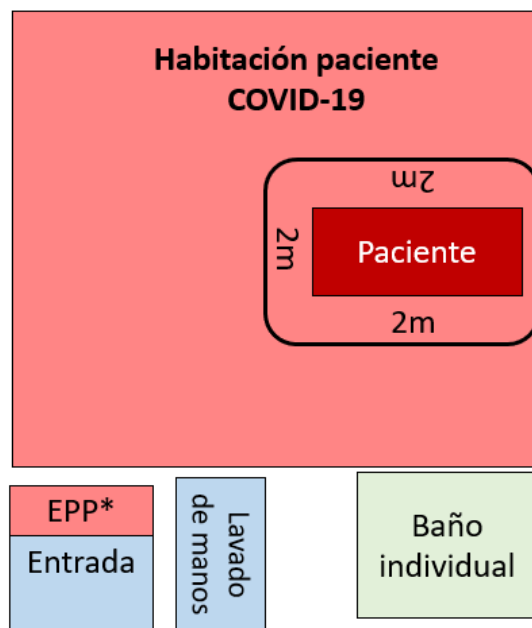 Habitación paciente
COVID-19
2m
2m
Paciente
2m
EPP*
Entrada
Lavado
de manos
Baño
individual